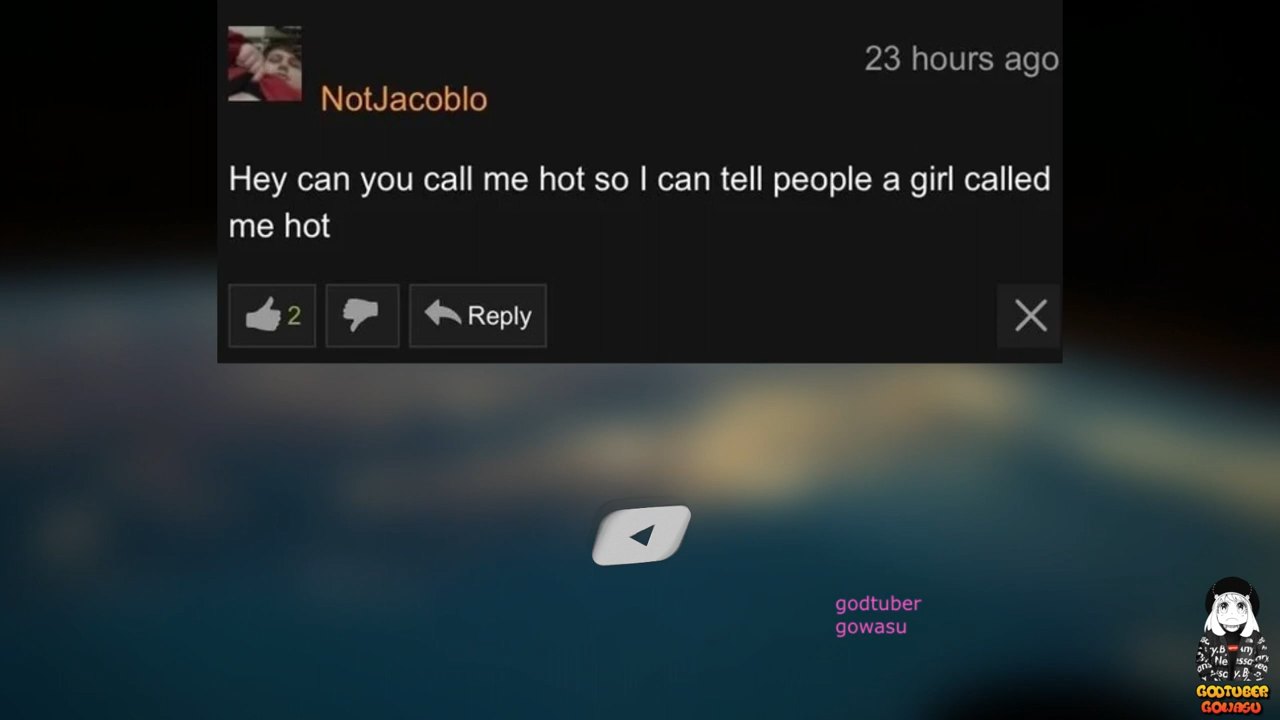 23 hours ago
NotJacoblo
Hey can you call me hot so I can tell people a girl called
me hot
2
Reply
godtuber
gowasu
GODTUBER
GOWASU